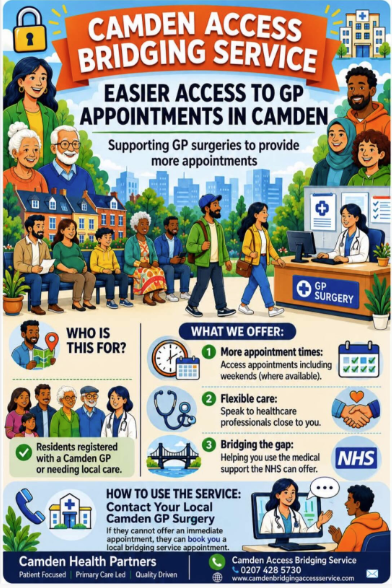 CAMDEN ACCESS
BRIDGING SERVICE
EASIER ACCESS TO GP
APPOINTMENTS IN CAMDEN
Supporting GP surgeries to provide
more appointments
GP
SURGERY
WHO IS
THIS FOR?
Residents registered
with a Camden GP
or needing local care.
WHAT WE OFFER:
1 More appointment times:
Access appointments including
weekends (where available).
2 Flexible care:
Speak to healthcare
professionals close to you.
3 Bridging the gap:
Helping you use the medical
support the NHS can offer.
NHS
HOW TO USE THE SERVICE:
Contact Your Local
Camden GP Surgery
If they cannot offer an immediate
appointment, they can book you a
local bridging service appointment.
Camden Health Partners
Patient Focused | Primary Care Led | Quality Driven
Camden Access Bridging Service
0207 428 5730
www.camdenbridgingaccessservice.com